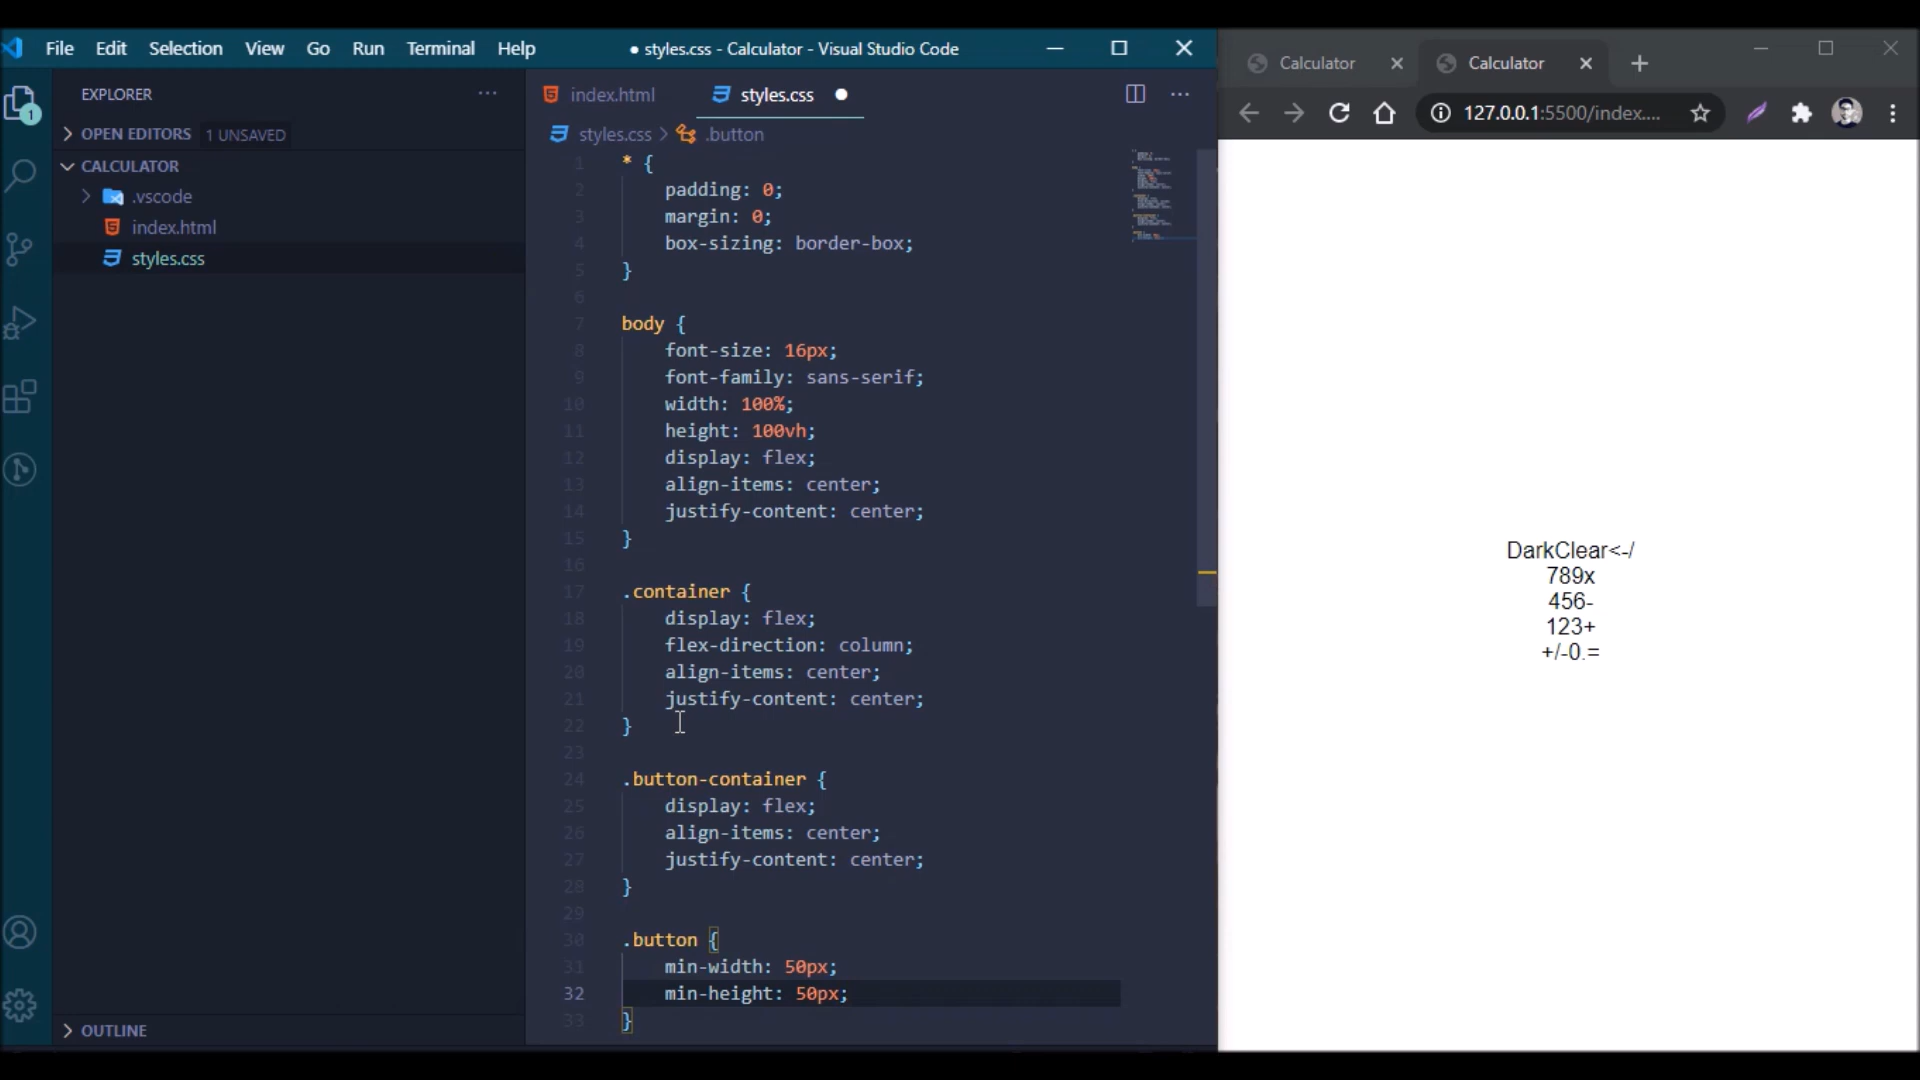 File Edit Selection View Go Run Terminal Help
● styles.css - Calculator - Visual Studio Code
EXPLORER
OPEN EDITORS 1 UNSAVED
CALCULATOR
.vscode
index.html
styles.css
OUTLINE
1
index.html
styles.css
styles.css > .button
1 * {
2 padding: 0;
3 margin: 0;
4 box-sizing: border-box;
5 }
6
7 body {
8 font-size: 16px;
9 font-family: sans-serif;
10 width: 100%;
11 height: 100vh;
12 display: flex;
13 align-items: center;
14 justify-content: center;
15 }
16
17 .container {
18 display: flex;
19 flex-direction: column;
20 align-items: center;
21 justify-content: center;
22 }
23
24 .button-container {
25 display: flex;
26 align-items: center;
27 justify-content: center;
28 }
29
30 .button {
31 min-width: 50px;
32 min-height: 50px;
33 }
Calculator
Calculator
127.0.0.1:5500/index....
DarkClear<-/
789x
456-
123+
+/-0.=